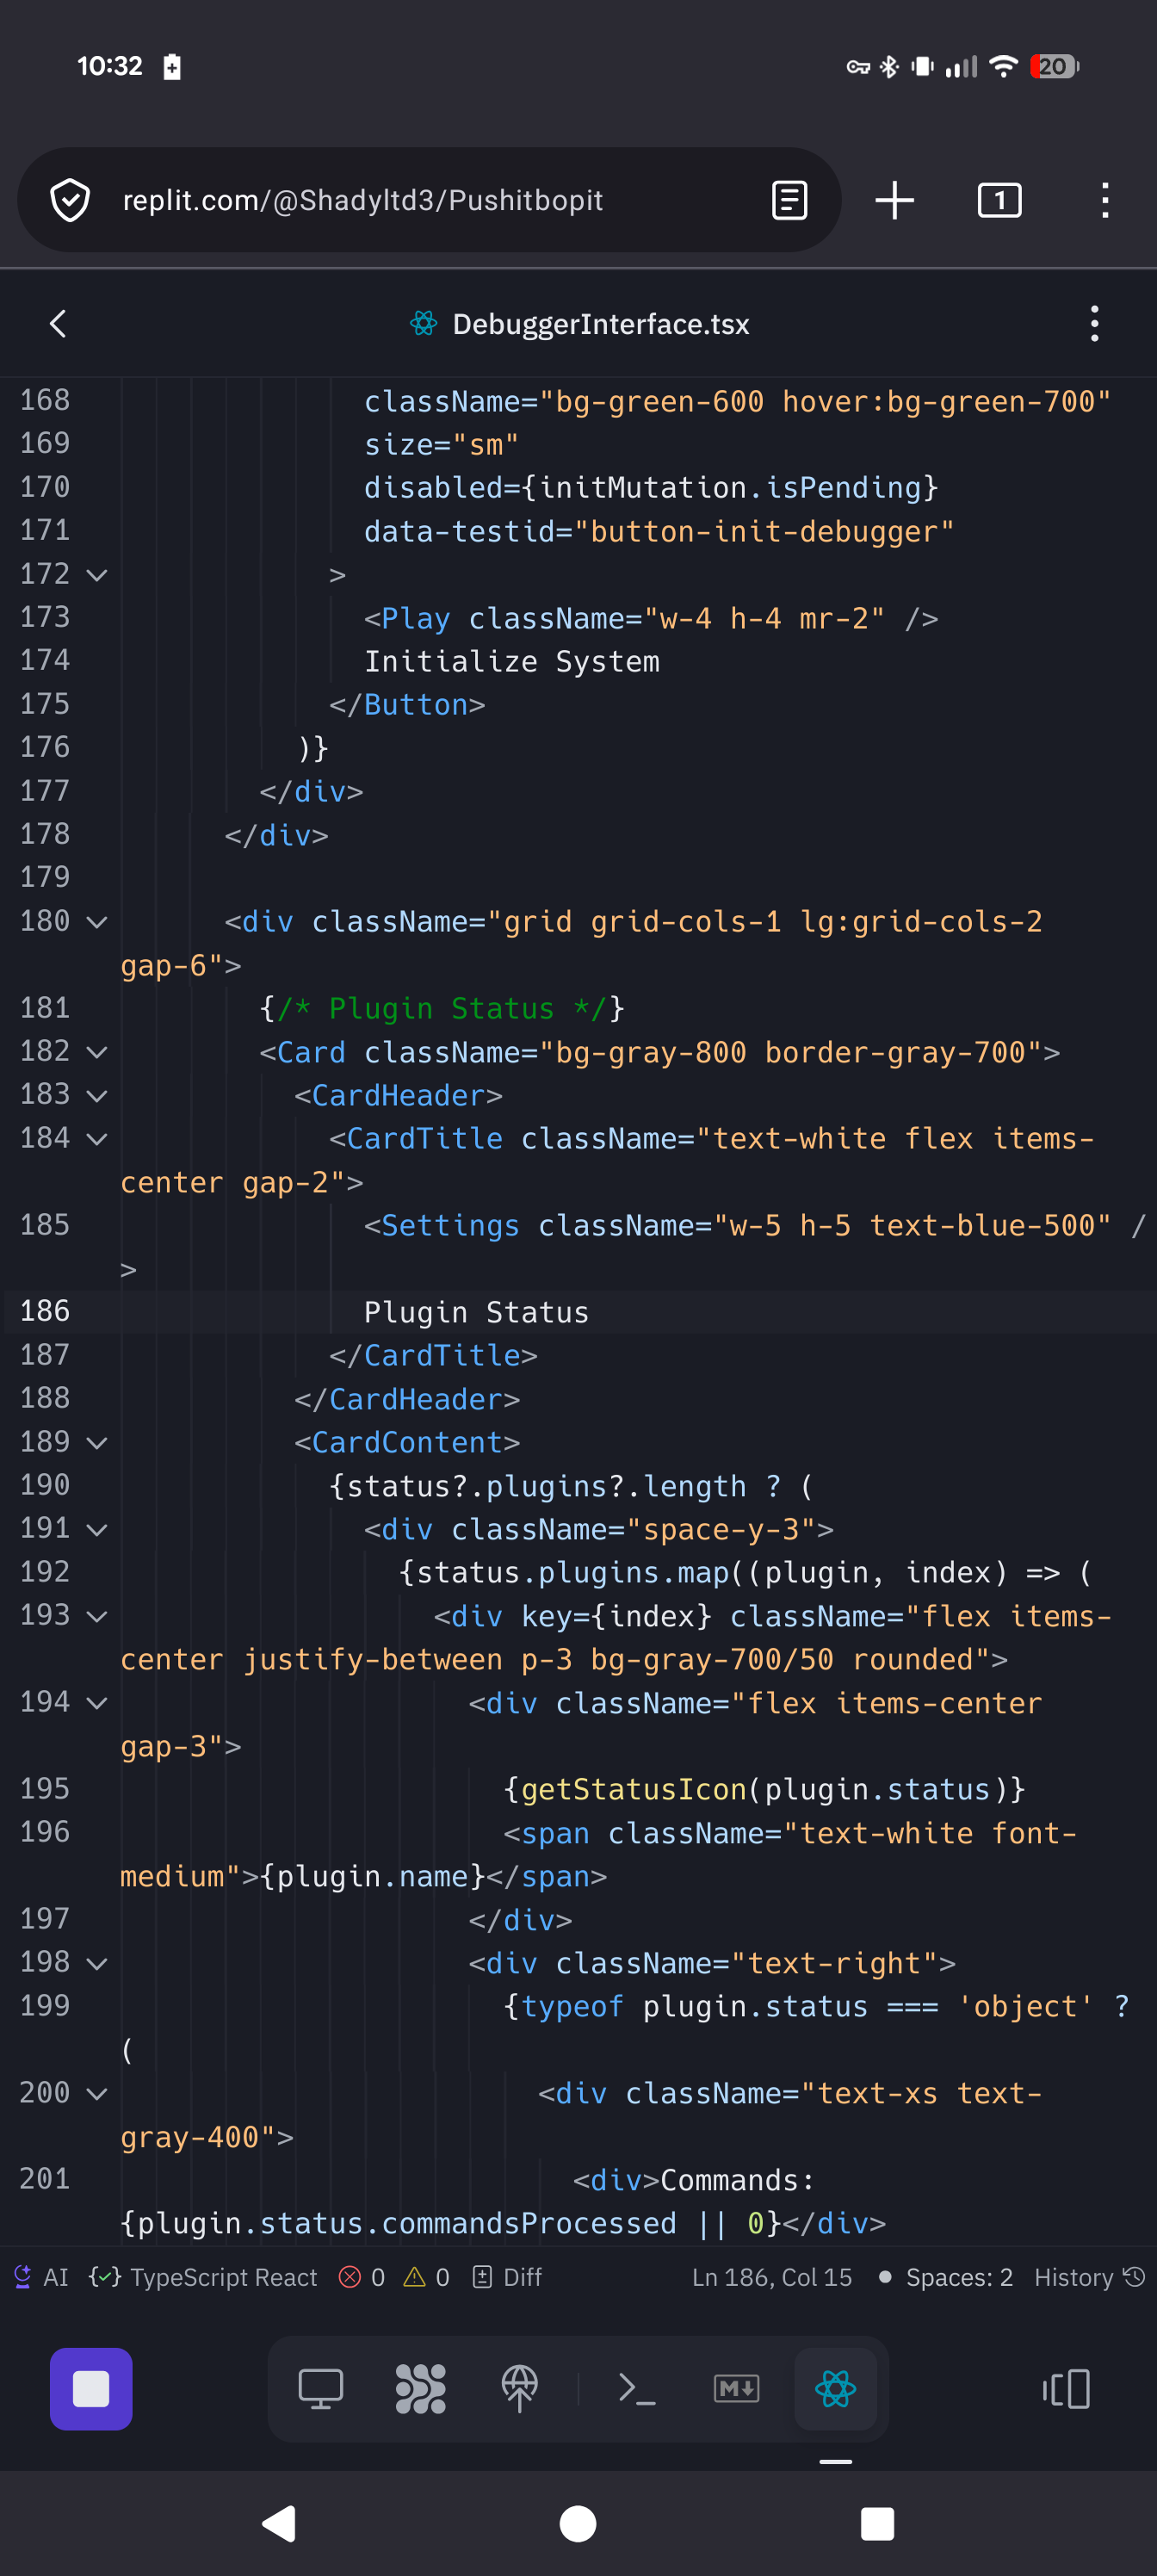 10:32
20
replit.com/@Shadyltd3/Pushitbopit
1
DebuggerInterface.tsx
168 className="bg-green-600 hover:bg-green-700"
169 size="sm"
170 disabled={initMutation.isPending}
171 data-testid="button-init-debugger"
172 >
173 <Play className="w-4 h-4 mr-2" />
174 Initialize System
175 </Button>
176 )}
177 </div>
178 </div>
179
180 <div className="grid grid-cols-1 lg:grid-cols-2
gap-6">
181 {/* Plugin Status */}
182 <Card className="bg-gray-800 border-gray-700">
183 <CardHeader>
184 <CardTitle className="text-white flex items-
center gap-2">
185 <Settings className="w-5 h-5 text-blue-500" /
>
186 Plugin Status
187 </CardTitle>
188 </CardHeader>
189 <CardContent>
190 {status?.plugins?.length ? (
191 <div className="space-y-3">
192 {status.plugins.map((plugin, index) => (
193 <div key={index} className="flex items-
center justify-between p-3 bg-gray-700/50 rounded">
194 <div className="flex items-center
gap-3">
195 {getStatusIcon(plugin.status)}
196 <span className="text-white font-
medium">{plugin.name}</span>
197 </div>
198 <div className="text-right">
199 {typeof plugin.status === 'object' ?
(
200 <div className="text-xs text-
gray-400">
201 <div>Commands:
{plugin.status.commandsProcessed || 0}</div>
AI {✓} TypeScript React 0 0 Diff Ln 186, Col 15 Spaces: 2 History
M↓